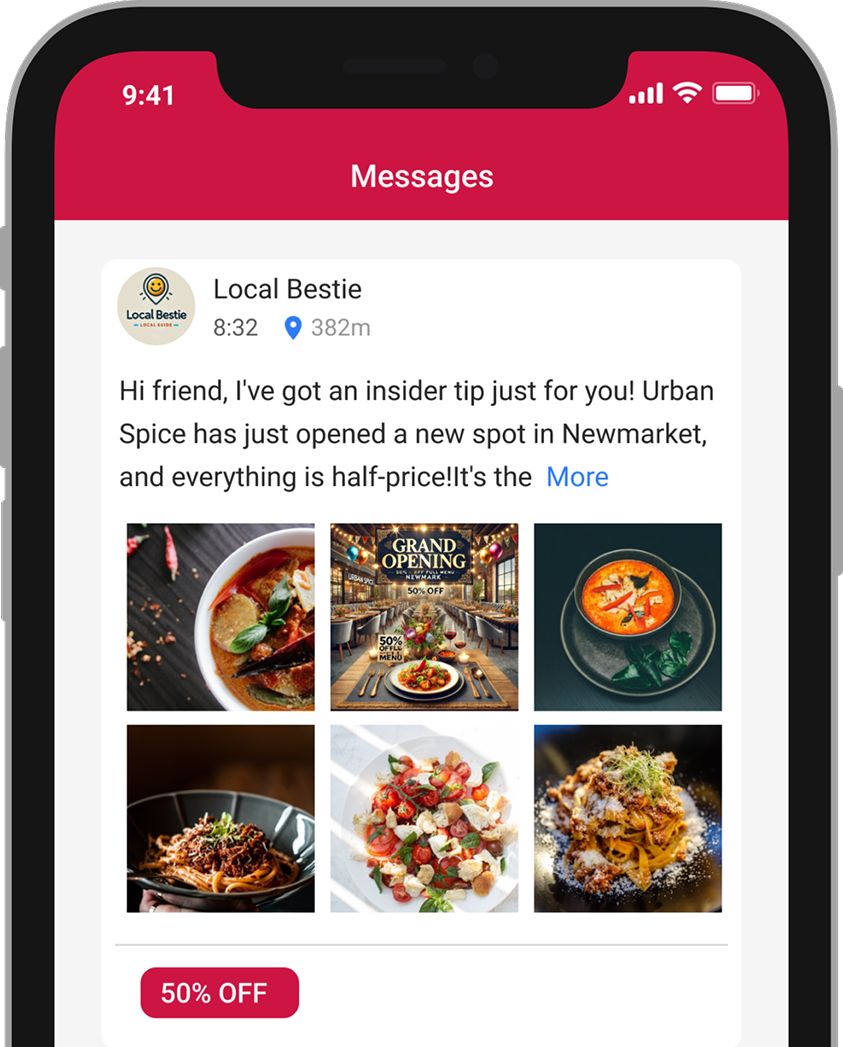 9:41
Messages
Local Bestie
LOCAL GUIDE
Local Bestie
8:32 382m
Hi friend, I've got an insider tip just for you! Urban
Spice has just opened a new spot in Newmarket,
and everything is half-price!It's the More
GRAND
OPENING
50% - OFF FULL MENU
NEWMARK
URBAN SPICE
50% OFF
50%
OFFLL
MENU
50% OFF